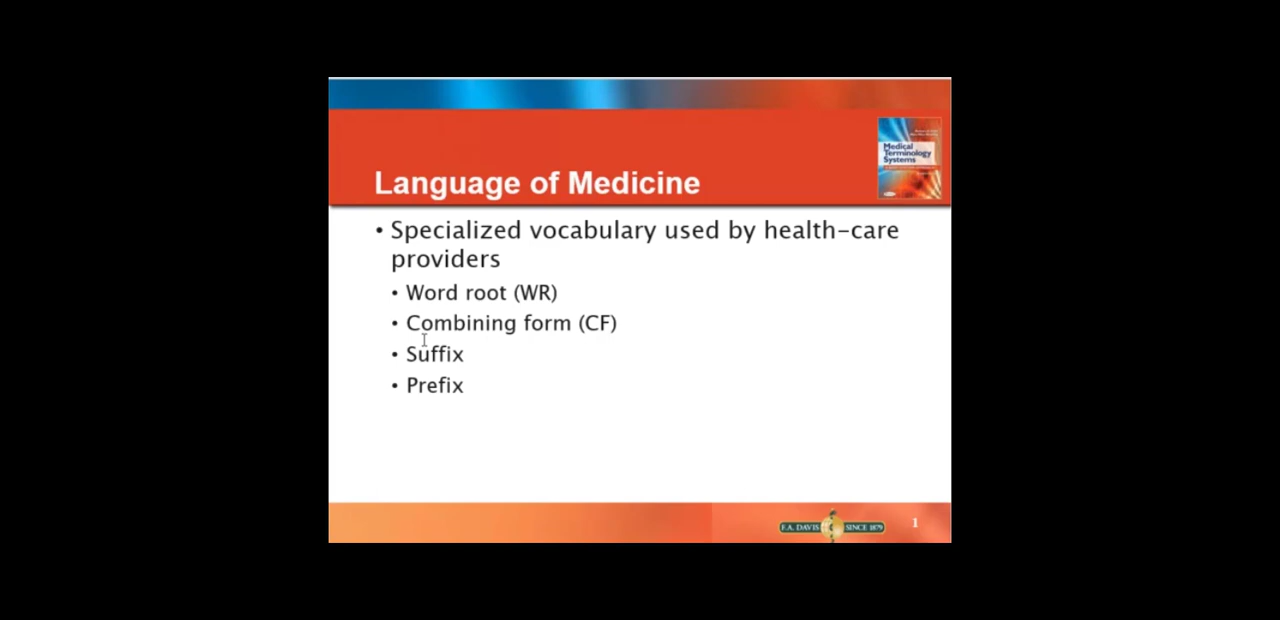 Medical
Terminology
Systems
Language of Medicine
• Specialized vocabulary used by health-care
providers
• Word root (WR)
• Combining form (CF)
• Suffix
• Prefix
F.A. DAVIS SINCE 1879
1